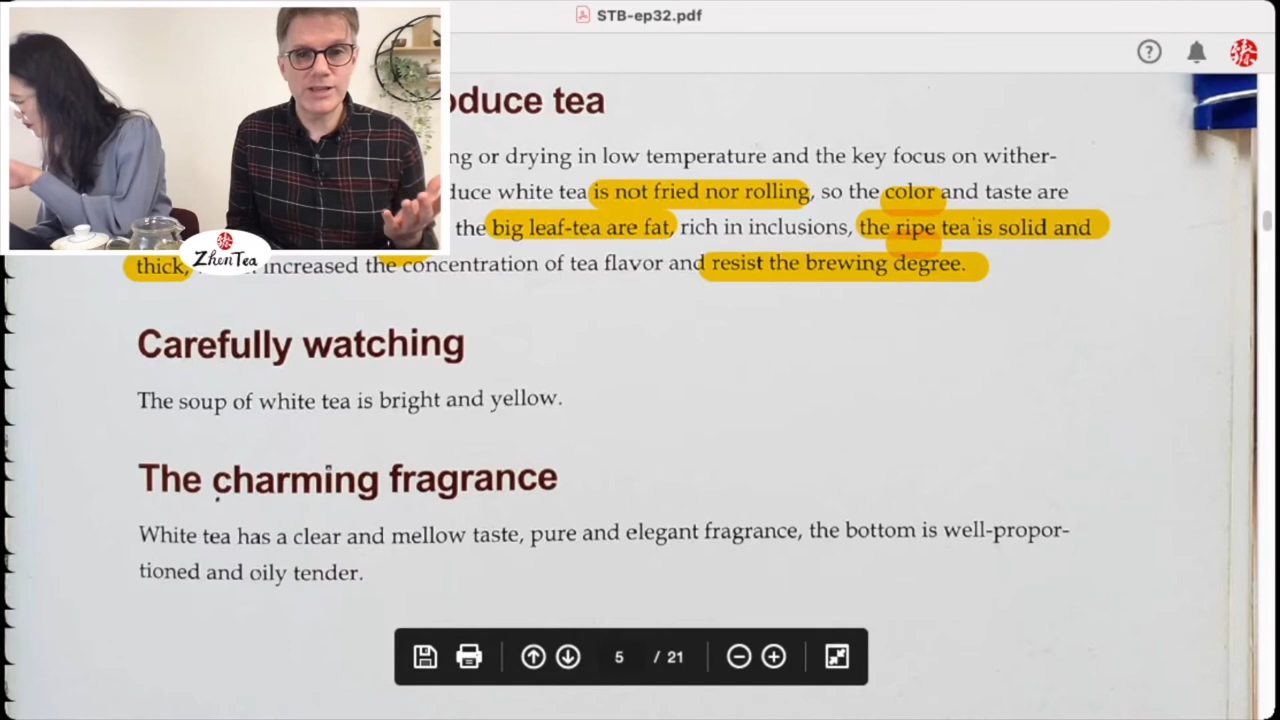 STB-ep32.pdf
oduce tea
ng or drying in low temperature and the key focus on wither-
duce white tea is not fried nor rolling, so the color and taste are
the big leaf-tea are fat, rich in inclusions, the ripe tea is solid and
thick, increased the concentration of tea flavor and resist the brewing degree.
ZhenTea
Carefully watching
The soup of white tea is bright and yellow.
The charming fragrance
White tea has a clear and mellow taste, pure and elegant fragrance, the bottom is well-propor-
tioned and oily tender.
5 / 21